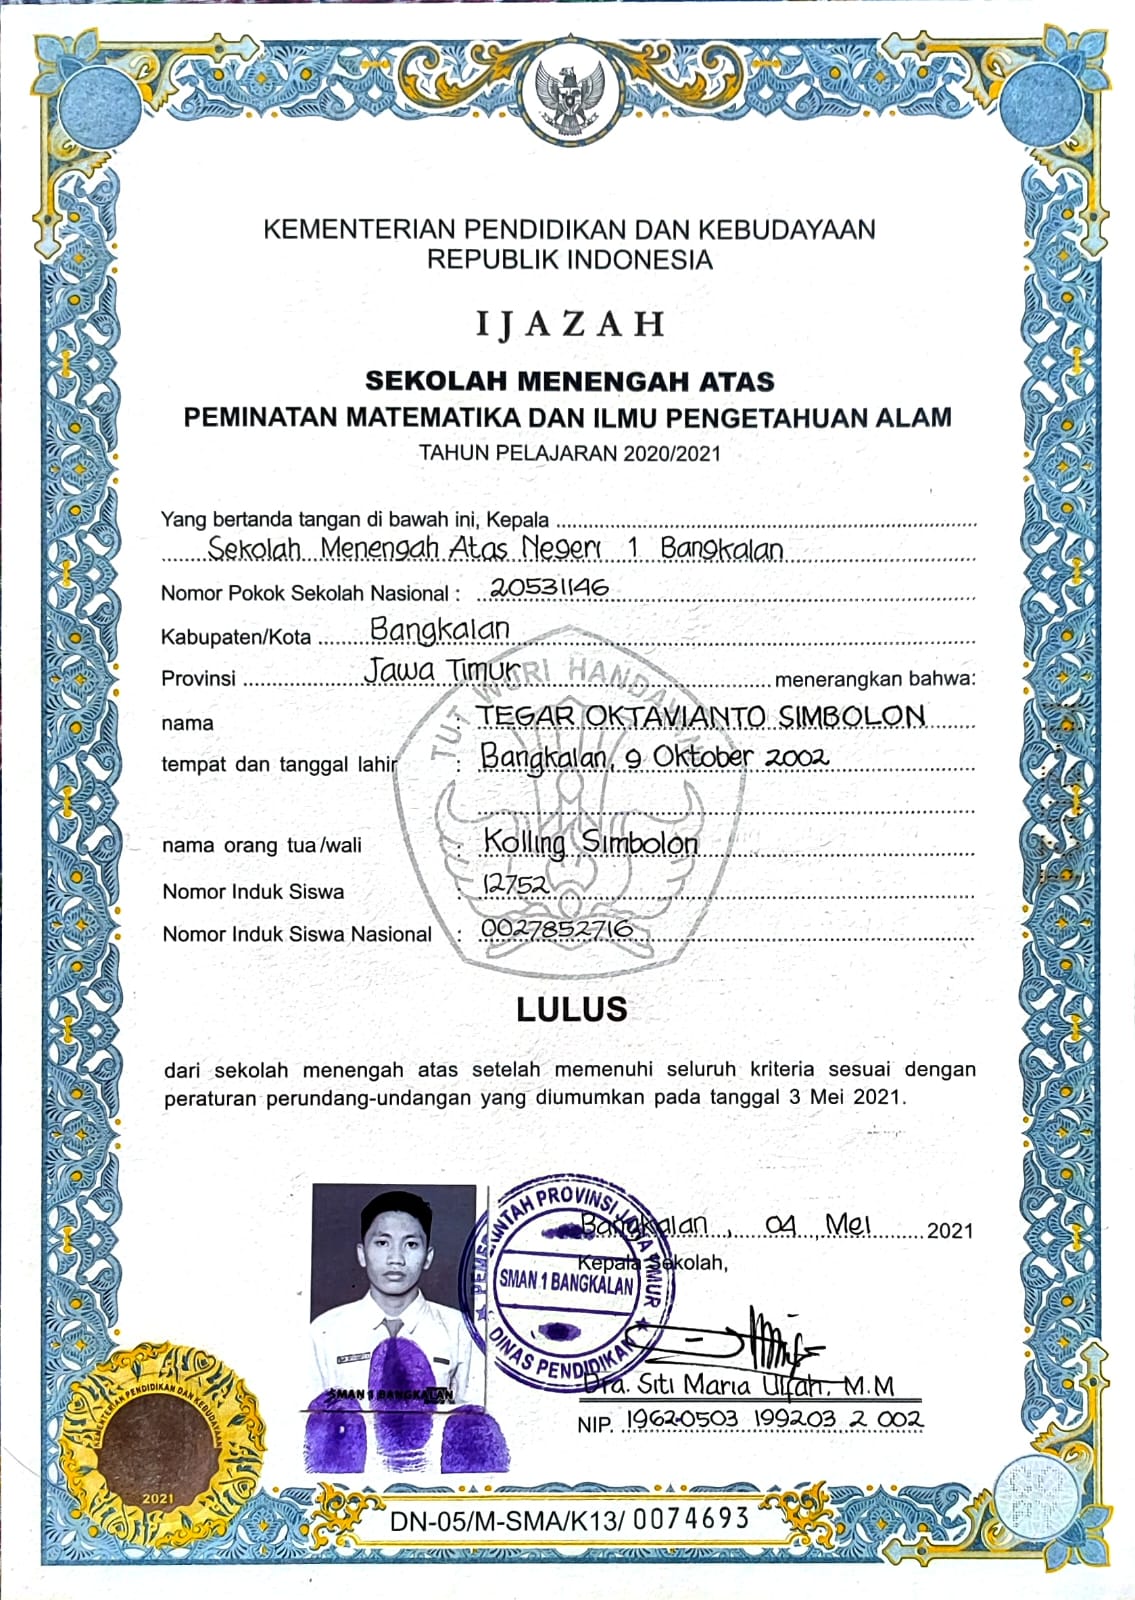 KEMENTERIAN PENDIDIKAN DAN KEBUDAYAAN
REPUBLIK INDONESIA
IJAZAH
SEKOLAH MENENGAH ATAS
PEMINATAN MATEMATIKA DAN ILMU PENGETAHUAN ALAM
TAHUN PELAJARAN 2020/2021
Yang bertanda tangan di bawah ini, Kepala
Sekolah Menengah Atas Negeri 1 Bangkalan
Nomor Pokok Sekolah Nasional : 20531146
Kabupaten/Kota Bangkalan
Provinsi Jawa Timur menerangkan bahwa:
TUT WURI HANDAYANI
nama : TEGAR OKTAVIANTO SIMBOLON
tempat dan tanggal lahir : Bangkalan, 9 Oktober 2002
nama orang tua/wali : Kolling Simbolon
Nomor Induk Siswa : 12752
Nomor Induk Siswa Nasional : 0027852716
LULUS
dari sekolah menengah atas setelah memenuhi seluruh kriteria sesuai dengan
peraturan perundang-undangan yang diumumkan pada tanggal 3 Mei 2021.
Bangkalan, 04 Mei 2021
Kepala Sekolah,
PEMERINTAH PROVINSI JAWA TIMUR
SMAN 1 BANGKALAN
DINAS PENDIDIKAN
SMAN 1 BANGKALAN
Dra. Siti Maria Ulfah, M.M
NIP. 19620503 199203 2 002
KEMENTERIAN PENDIDIKAN DAN KEBUDAYAAN
2021
DN-05/M-SMA/K13/ 0074693